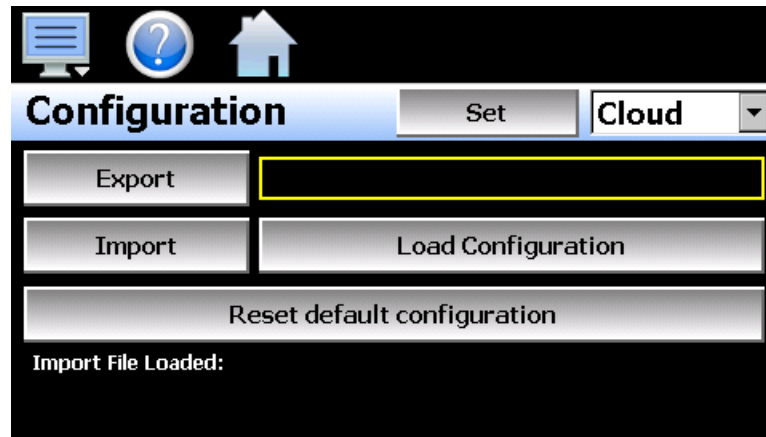 ?
Configuration Set Cloud
Export
Import Load Configuration
Reset default configuration
Import File Loaded: